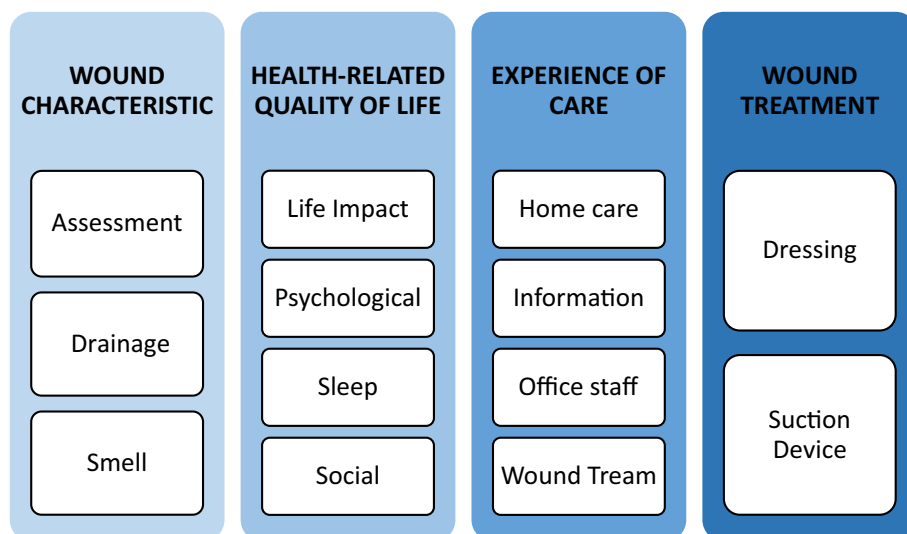 WOUND
CHARACTERISTIC
Assessment
Drainage
Smell
HEALTH-RELATED
QUALITY OF LIFE
Life Impact
Psychological
Sleep
Social
EXPERIENCE OF
CARE
Home care
Information
Office staff
Wound Tream
WOUND
TREATMENT
Dressing
Suction
Device